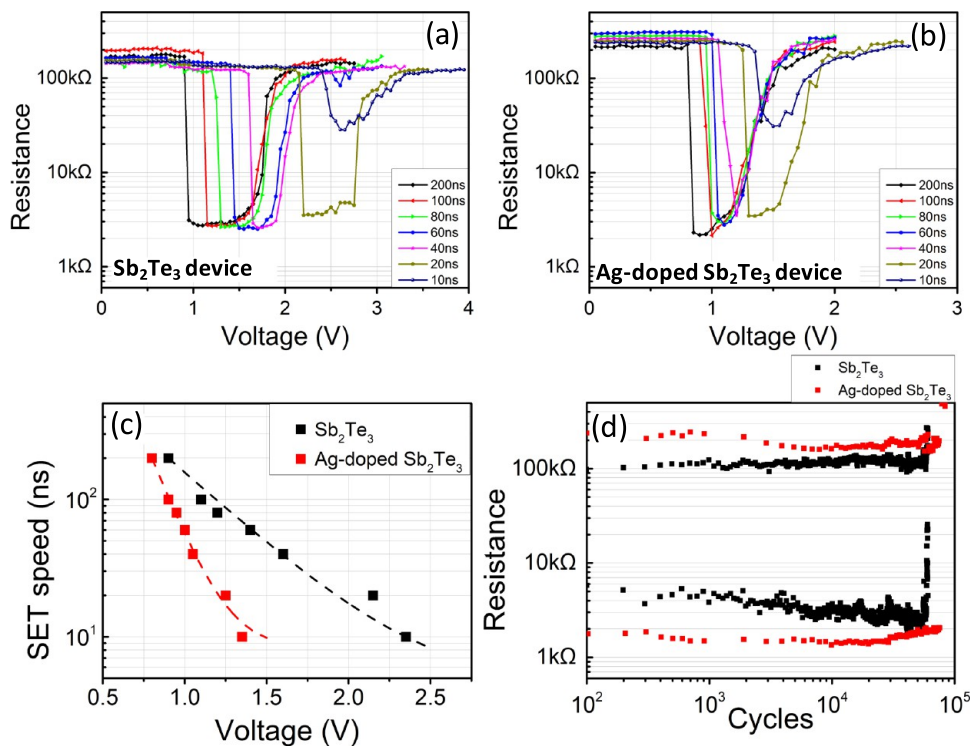 (a)
100kΩ
10kΩ
1kΩ
Resistance
200ns
100ns
80ns
60ns
40ns
20ns
10ns
Sb₂Te₃ device
0 1 2 3 4
Voltage (V)
(b)
100kΩ
10kΩ
1kΩ
Resistance
200ns
100ns
80ns
60ns
40ns
20ns
10ns
Ag-doped Sb₂Te₃ device
0 1 2 3
Voltage (V)
(c)
Sb₂Te₃
Ag-doped Sb₂Te₃
10²
10¹
SET speed (ns)
0.5 1.0 1.5 2.0 2.5
Voltage (V)
Sb₂Te₃
Ag-doped Sb₂Te₃
(d)
100kΩ
10kΩ
1kΩ
Resistance
10² 10³ 10⁴ 10⁵
Cycles